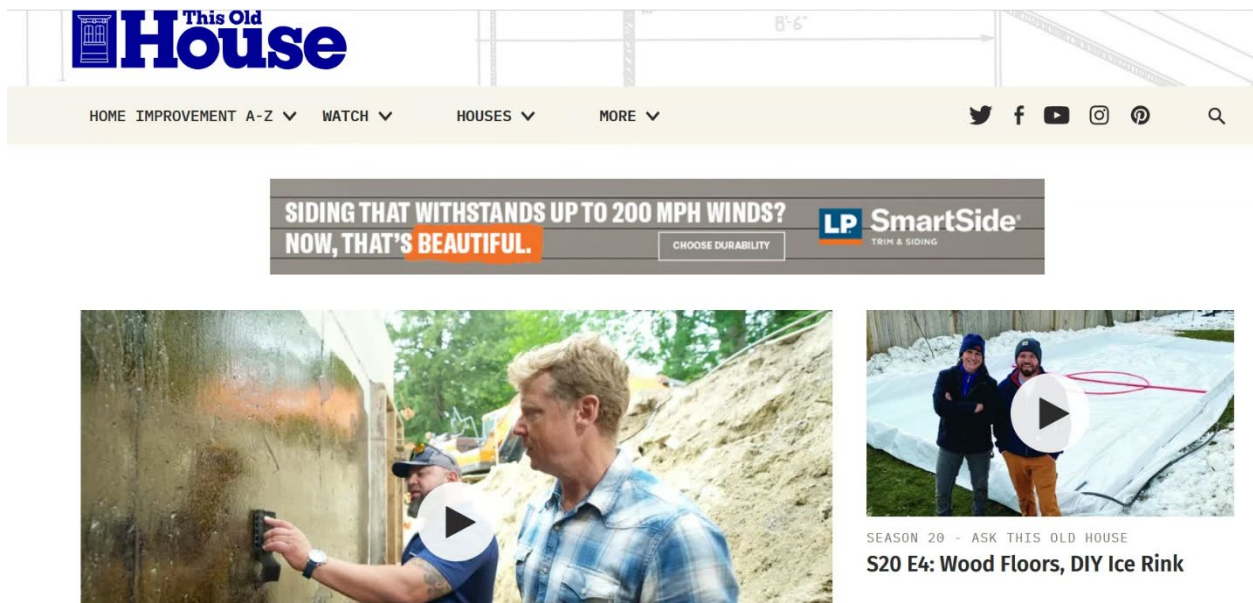 This Old
House
8'-6"
HOME IMPROVEMENT A-Z
WATCH
HOUSES
MORE
SIDING THAT WITHSTANDS UP TO 200 MPH WINDS?
NOW, THAT'S BEAUTIFUL.
CHOOSE DURABILITY
LP SmartSide®
TRIM & SIDING
SEASON 20 - ASK THIS OLD HOUSE
S20 E4: Wood Floors, DIY Ice Rink